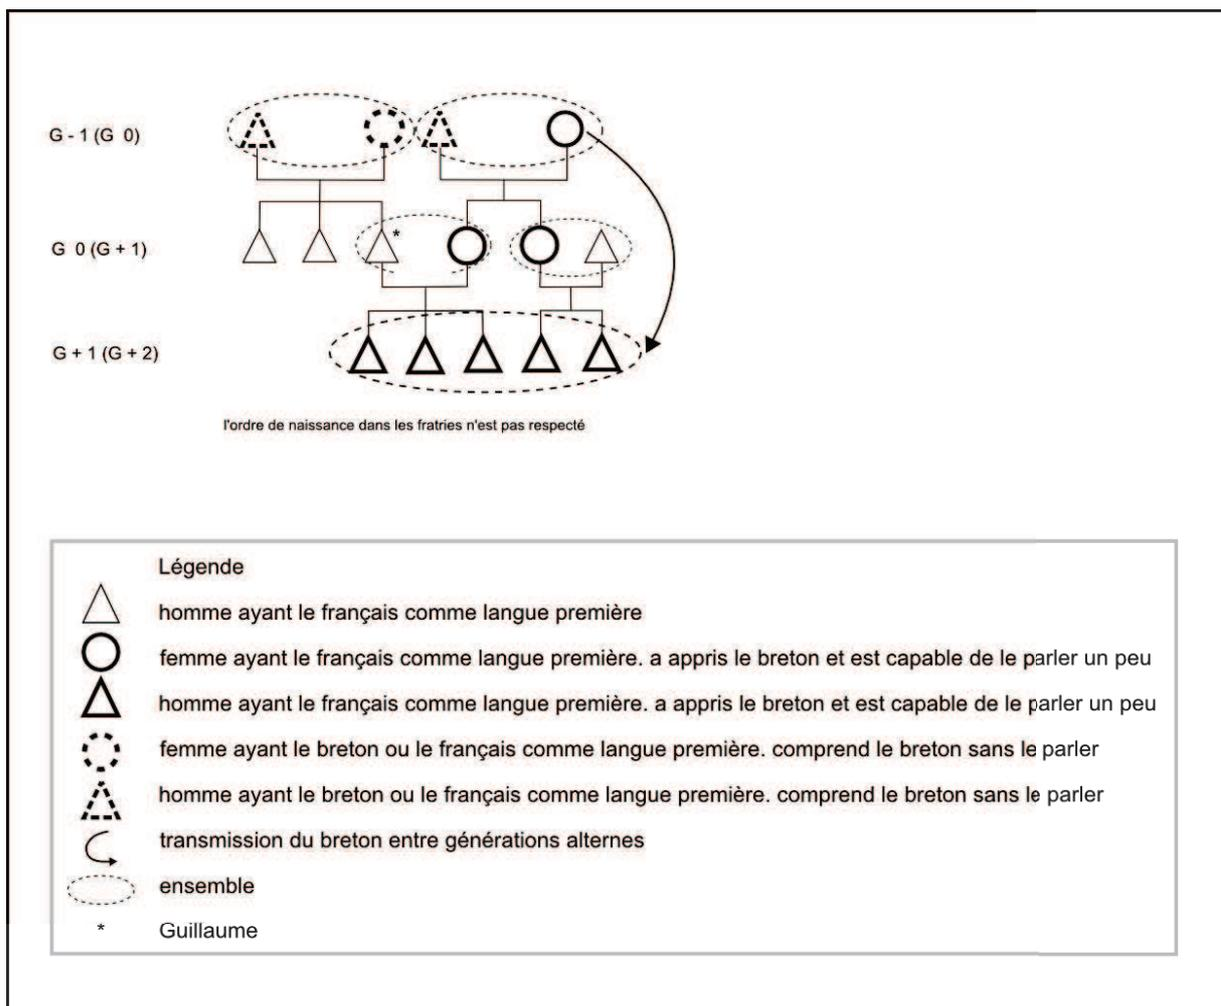 G - 1 (G 0)
*
G 0 (G + 1)
G + 1 (G + 2)
l'ordre de naissance dans les fratries n'est pas respecté
Légende
homme ayant le français comme langue première
femme ayant le français comme langue première. a appris le breton et est capable de le parler un peu
homme ayant le français comme langue première. a appris le breton et est capable de le parler un peu
femme ayant le breton ou le français comme langue première. comprend le breton sans le parler
homme ayant le breton ou le français comme langue première. comprend le breton sans le parler
transmission du breton entre générations alternes
ensemble
* Guillaume